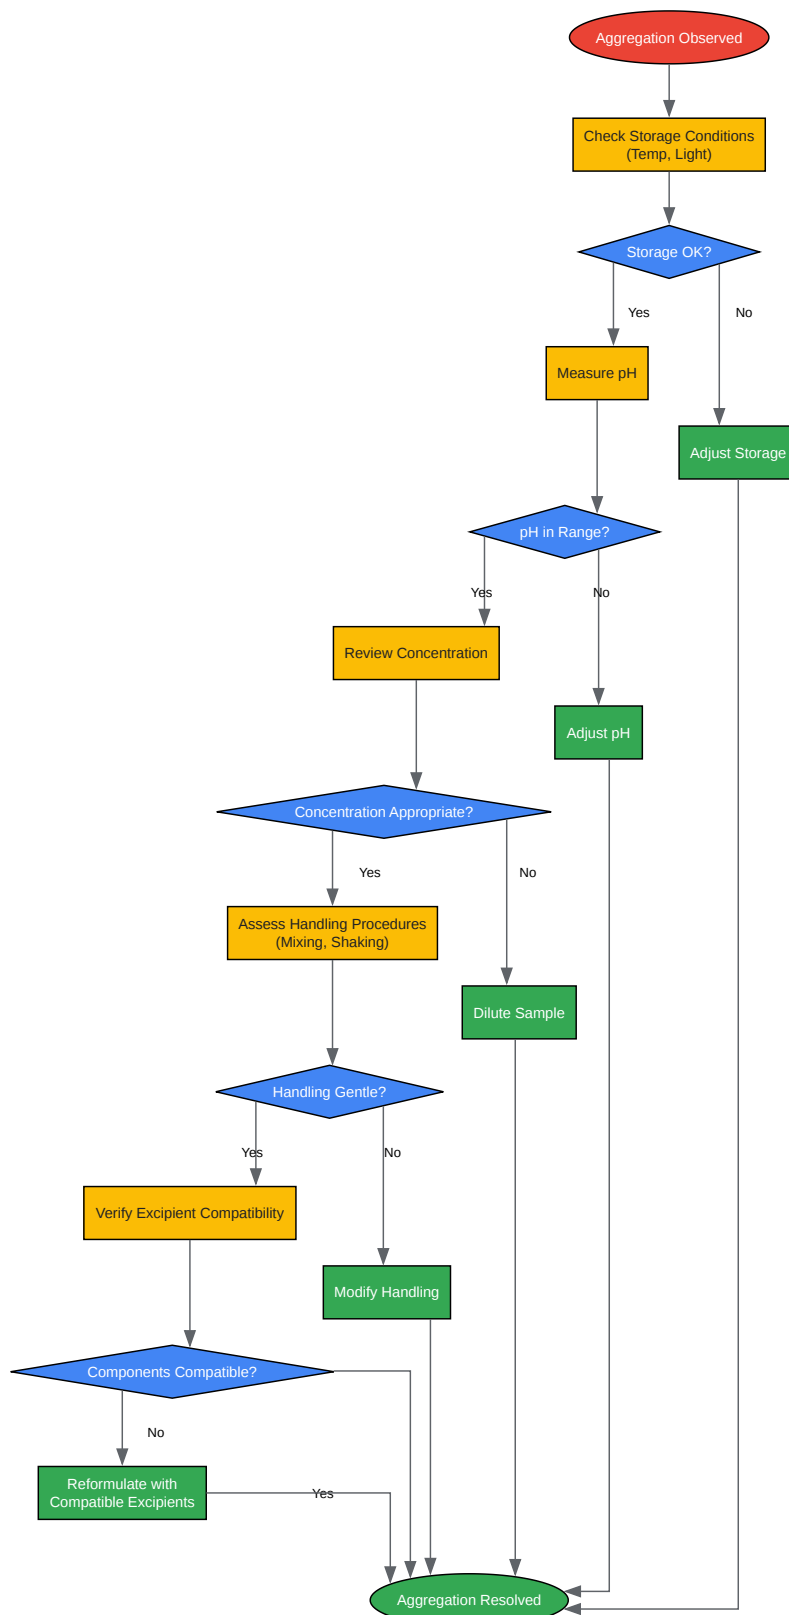 Aggregation Observed
Check Storage Conditions
(Temp, Light)
Storage OK?
Yes
No
Measure pH
Adjust Storage
pH in Range?
Yes
No
Review Concentration
Adjust pH
Concentration Appropriate?
Yes
No
Assess Handling Procedures
(Mixing, Shaking)
Dilute Sample
Handling Gentle?
Yes
No
Verify Excipient Compatibility
Modify Handling
Components Compatible?
No
Reformulate with
Compatible Excipients
Yes
Aggregation Resolved